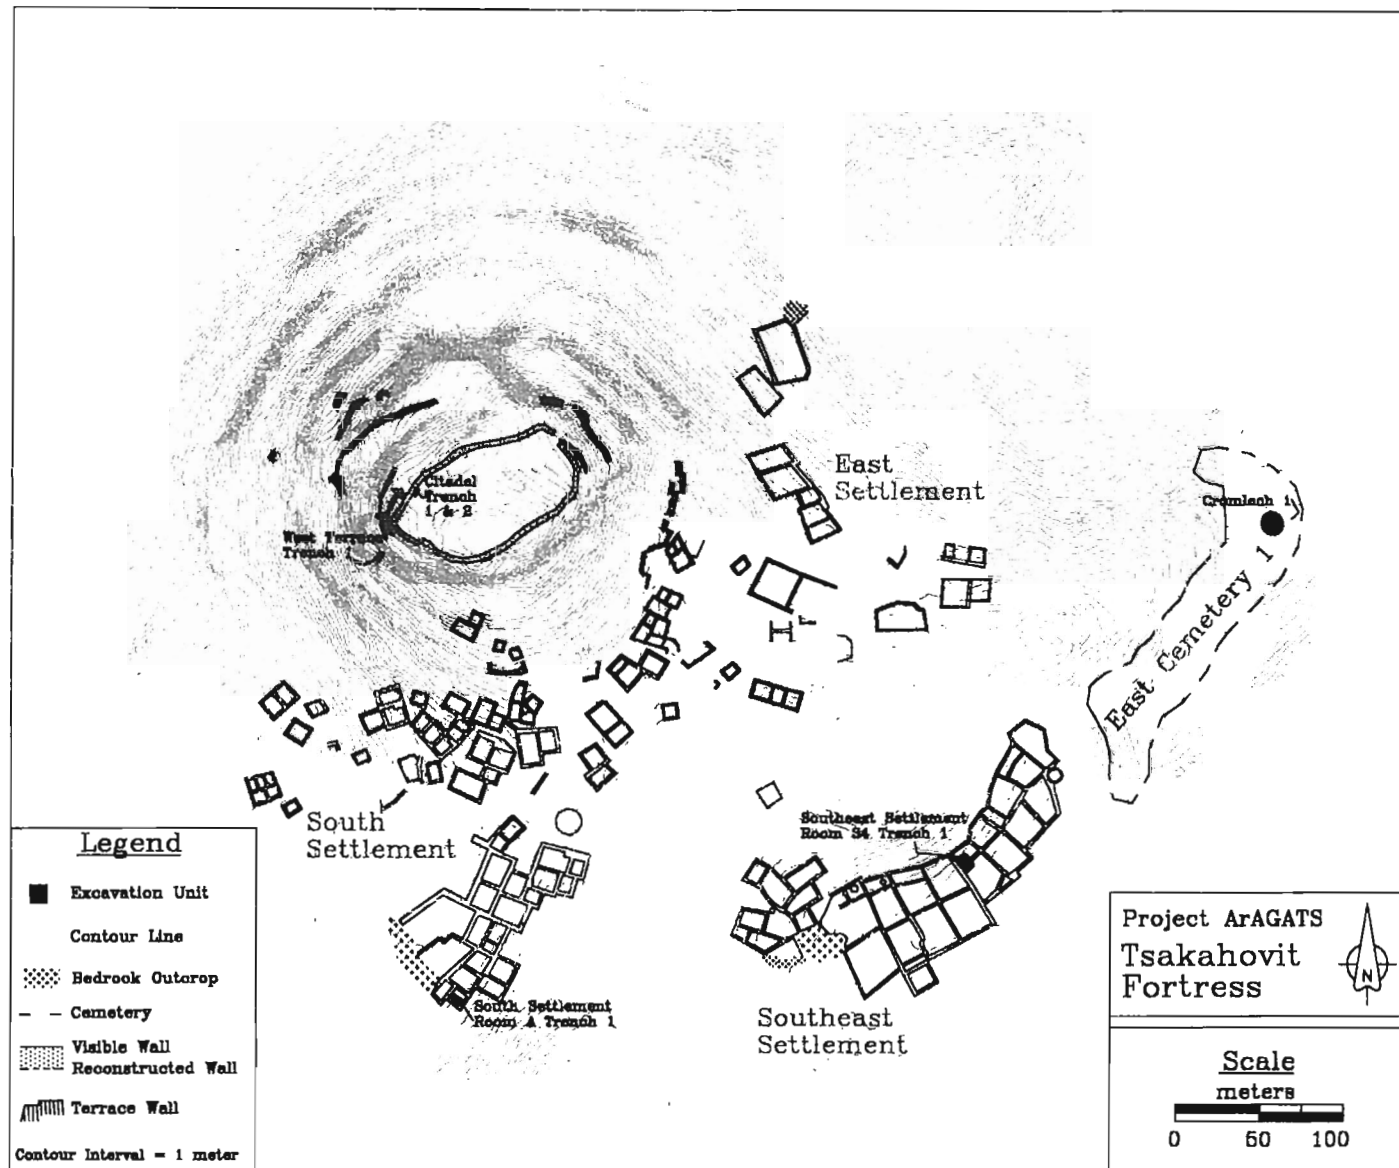 East
Settlement
Cromlech 1
Citadel
Trench
1 & 2
West Terrace
Trench 1
East Cemetery 1
South
Settlement
Southeast Settlement
Room S4 Trench 1
South Settlement
Room A Trench 1
Southeast
Settlement
Legend
Excavation Unit
Contour Line
Bedrook Outcrop
Cemetery
Visible Wall
Reconstructed Wall
Terrace Wall
Contour Interval = 1 meter
Project ArAGATS
Tsakahovit
Fortress
N
Scale
meters
0 50 100